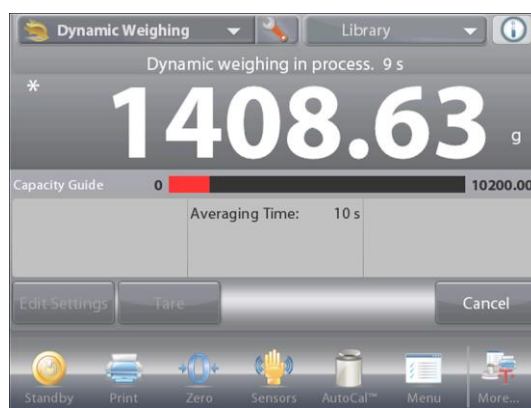 Dynamic Weighing Library
Dynamic weighing in process. 9 s
* 1408.63 g
Capacity Guide 0 10200.00
Averaging Time: 10 s
Edit Settings Tare Cancel
Standby Print Zero Sensors AutoCal™ Menu More...